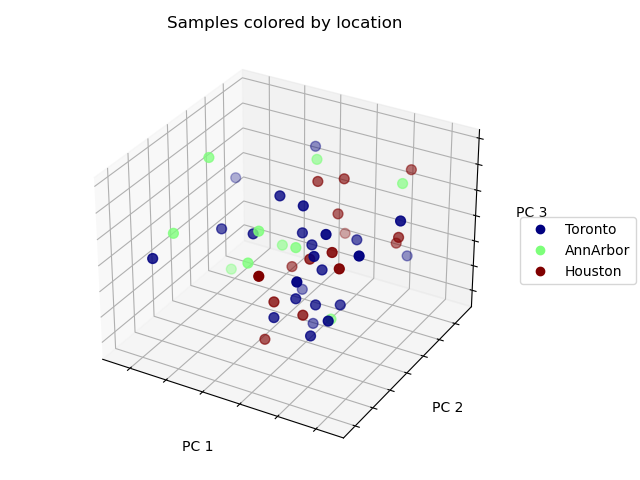 Samples colored by location
PC 3
Toronto
AnnArbor
Houston
PC 2
PC 1